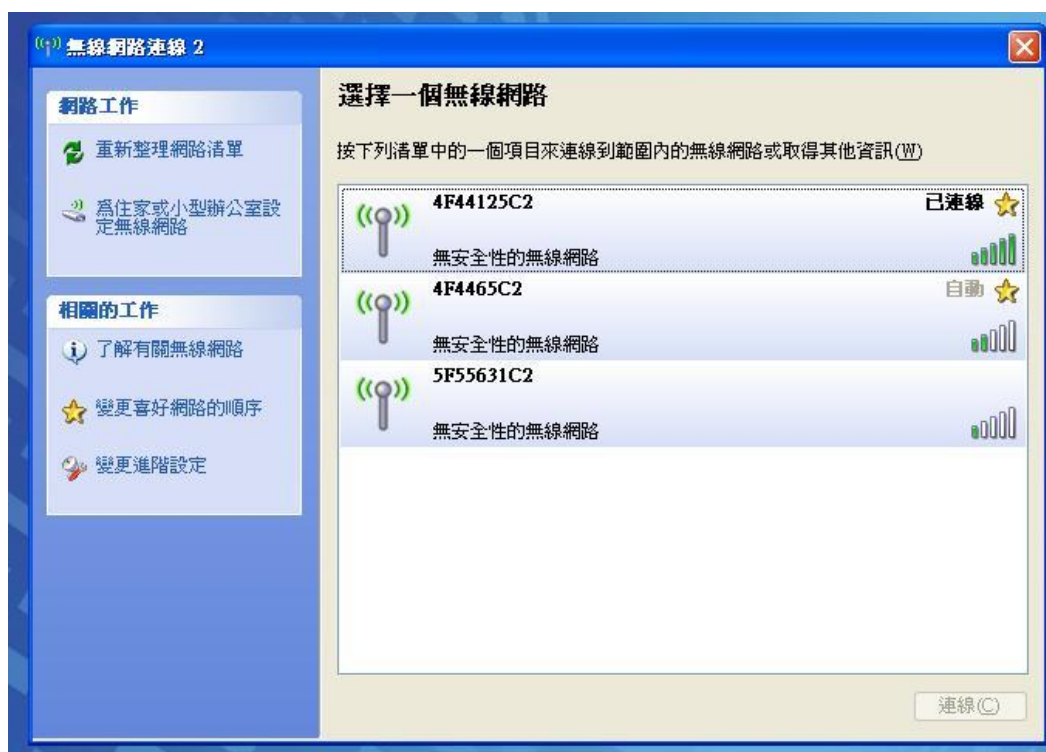 無線網路連線 2
網路工作
重新整理網路清單
為住家或小型辦公室設
定無線網路
相關的工作
了解有關無線網路
變更喜好網路的順序
變更進階設定
選擇一個無線網路
按下列清單中的一個項目來連線到範圍內的無線網路或取得其他資訊(W)
4F44125C2
已連線
無安全性的無線網路
4F4465C2
自動
無安全性的無線網路
5F55631C2
無安全性的無線網路
連線(C)